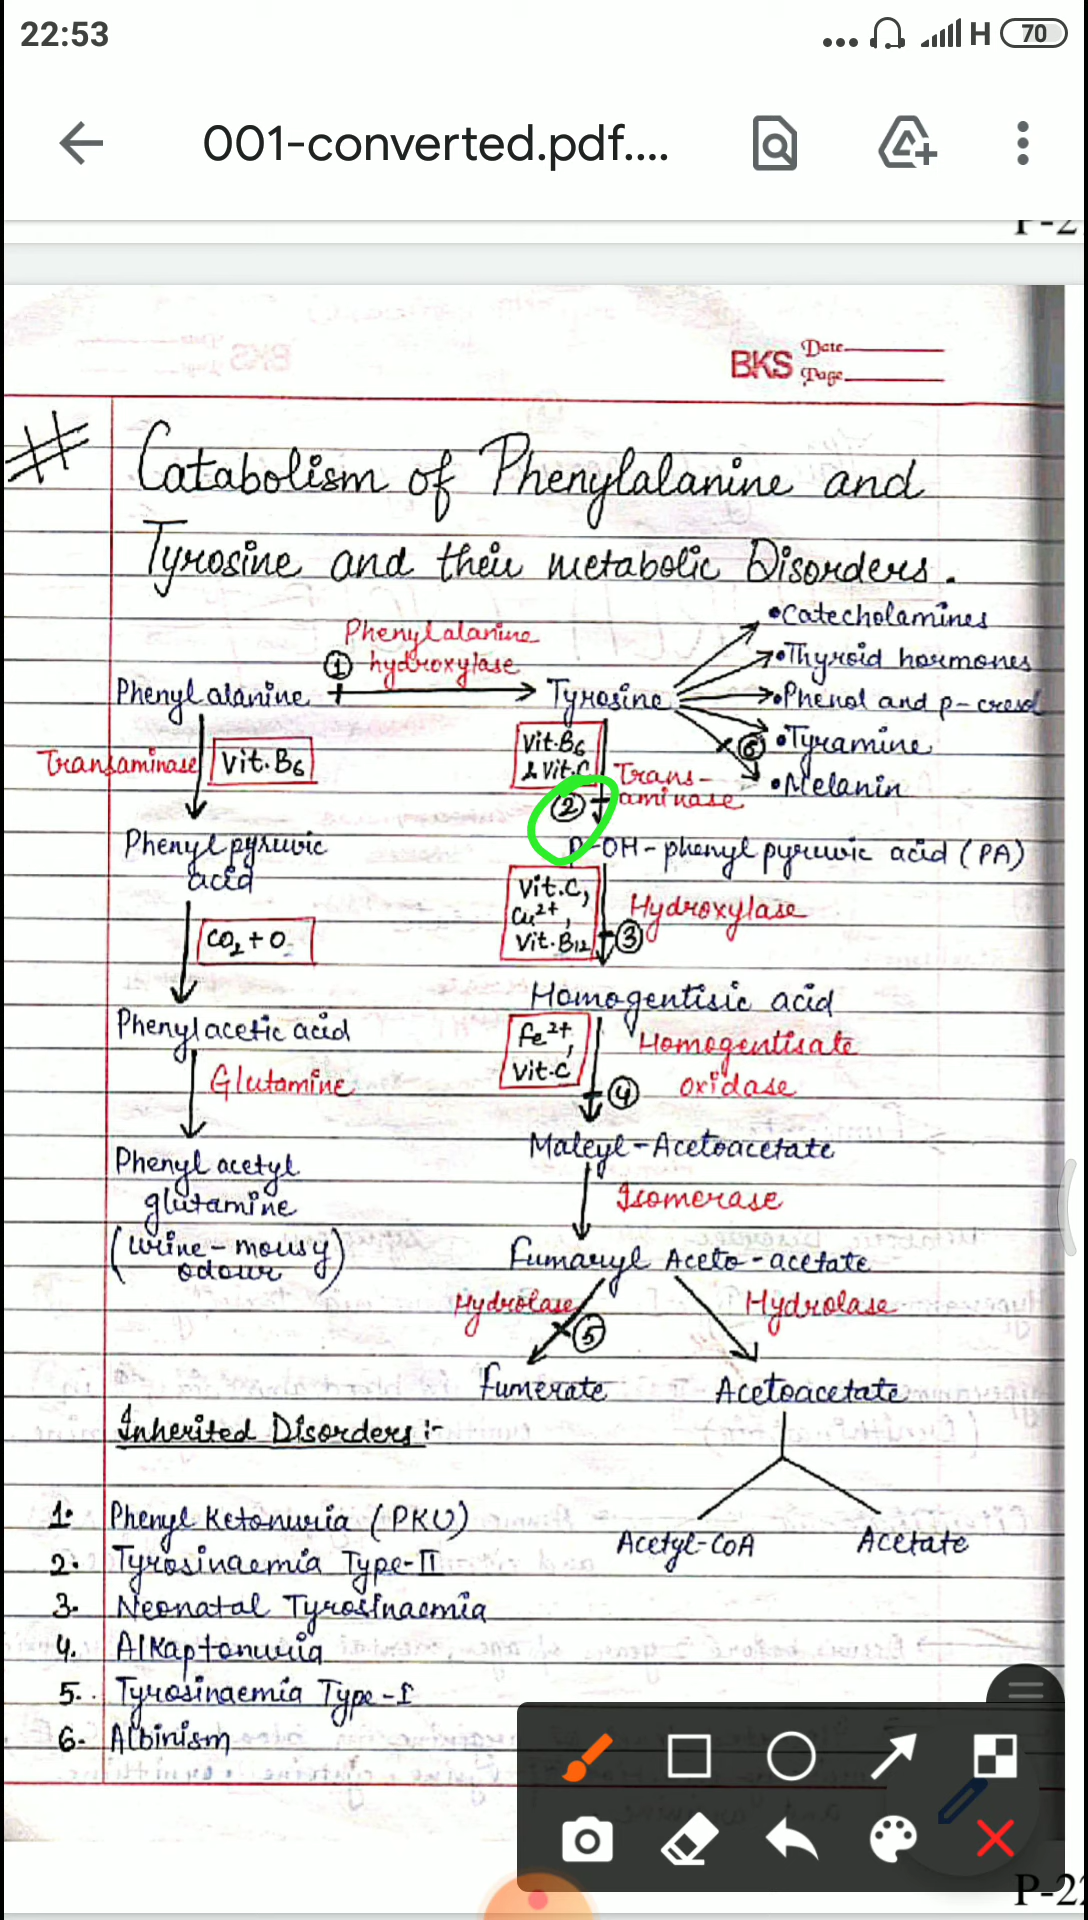 22:53
H 70
001-converted.pdf....
BKS Date
Page
# Catabolism of Phenylalanine and
Tyrosine and their metabolic Disorders.
•Catecholamines
•Thyroid hormones
•Phenol and p-cresol
•Tyramine
•Melanin
6
Phenylalanine
1 hydroxylase
Phenyl alanine
Tyrosine
Transaminase
Vit. B6
Vit.B6
& Vit.C
Trans-
aminase
2
Phenyl pyruvic
acid
P-OH-phenyl pyruvic acid (PA)
CO2 + O
Vit.C,
Cu2+,
Vit.B12
Hydroxylase
3
Phenyl acetic acid
Homogentisic acid
Glutamine
Fe2+,
Vit.C
Homogentisate
oxidase
4
Phenyl acetyl
glutamine
(Urine-mousy
odour)
Maleyl-Acetoacetate
Isomerase
Fumaryl Aceto-acetate
Hydrolase
5
Hydrolase
Fumerate
Acetoacetate
Acetyl-CoA
Acetate
Inherited Disorders:-
1. Phenyl Ketonuria (PKU)
2. Tyrosinaemia Type-II
3. Neonatal Tyrosinaemia
4. Alkaptonuria
5. Tyrosinaemia Type-I
6. Albinism